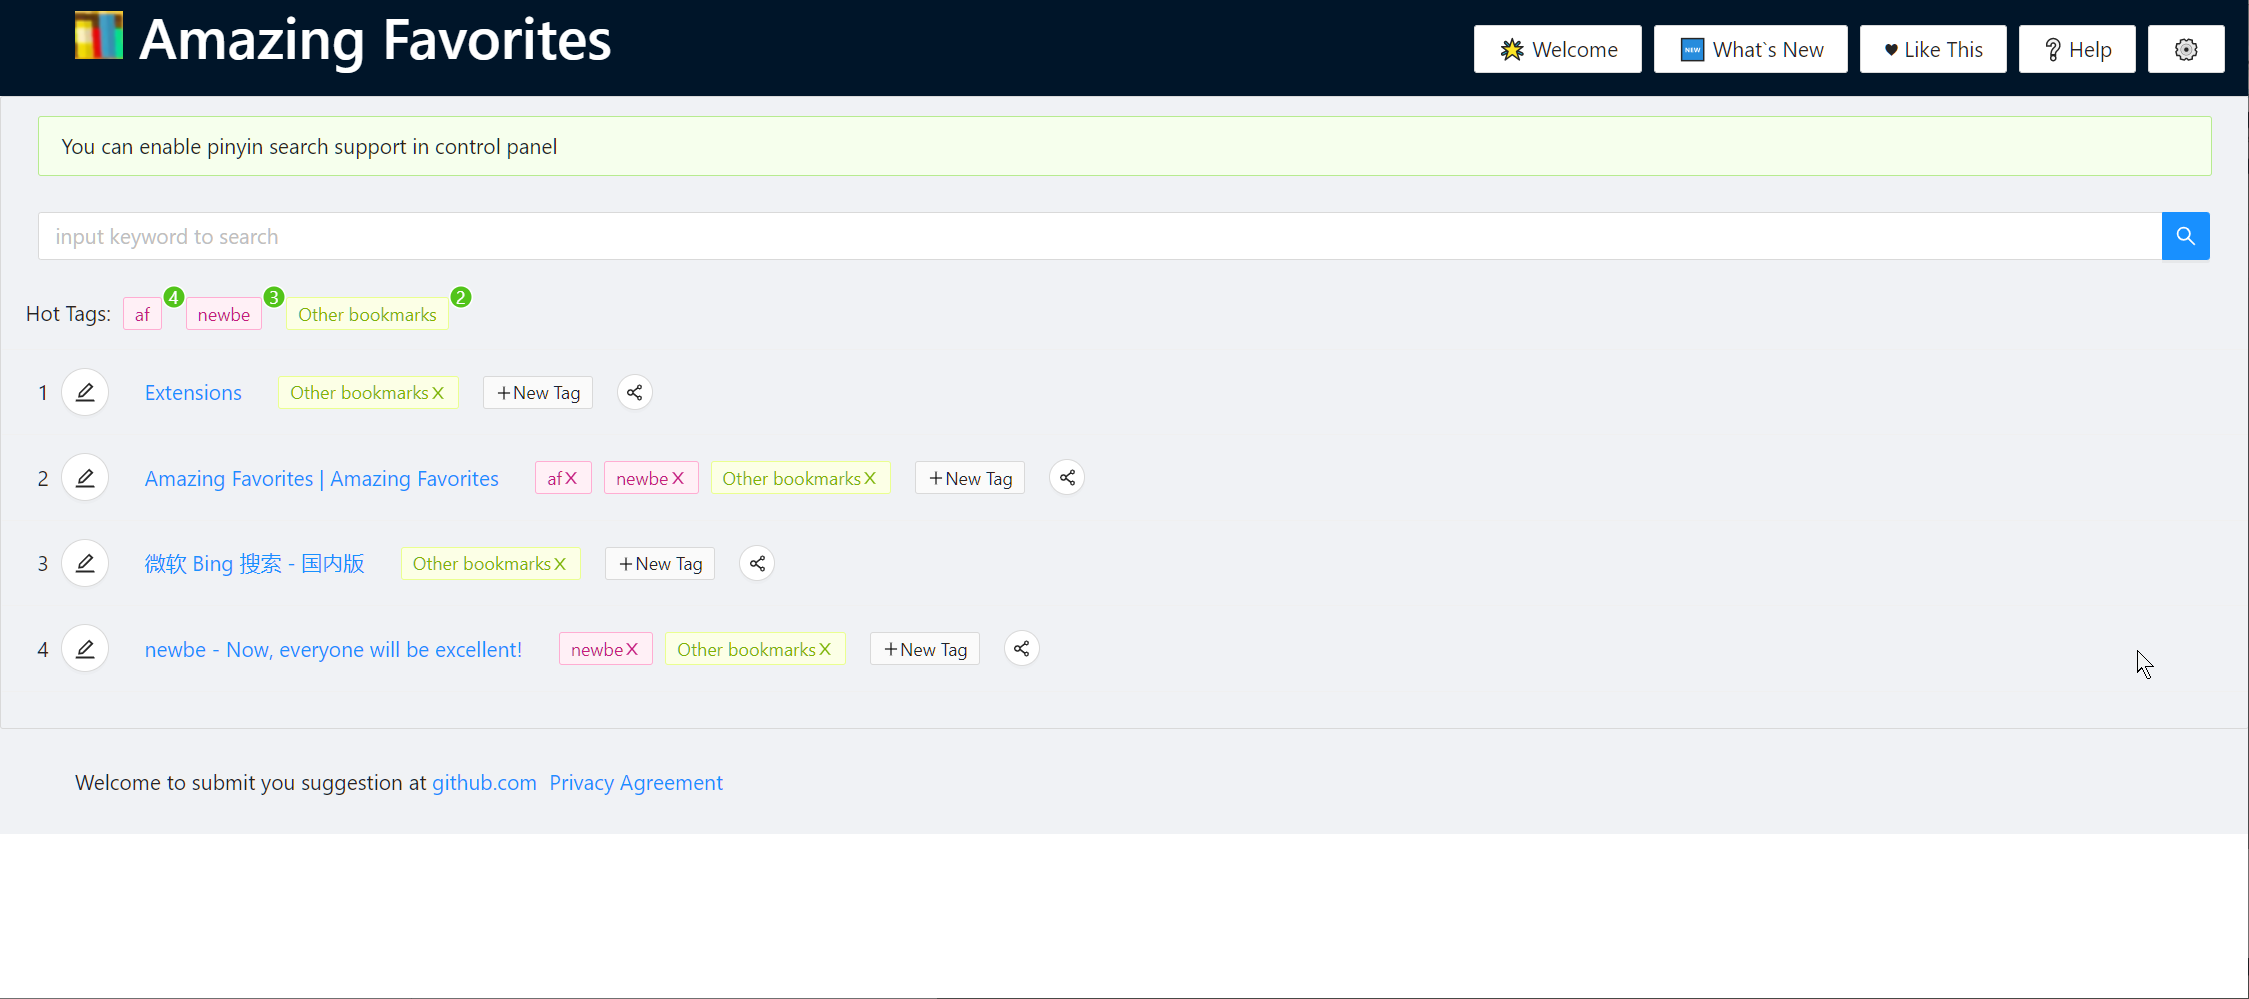 Amazing Favorites
Welcome
NEW What`s New
Like This
Help
You can enable pinyin search support in control panel
input keyword to search
Hot Tags: af 4 newbe 3 Other bookmarks 2
1 Extensions Other bookmarks X +New Tag
2 Amazing Favorites | Amazing Favorites af X newbe X Other bookmarks X +New Tag
3 微软 Bing 搜索 - 国内版 Other bookmarks X +New Tag
4 newbe - Now, everyone will be excellent! newbe X Other bookmarks X +New Tag
Welcome to submit you suggestion at github.com Privacy Agreement